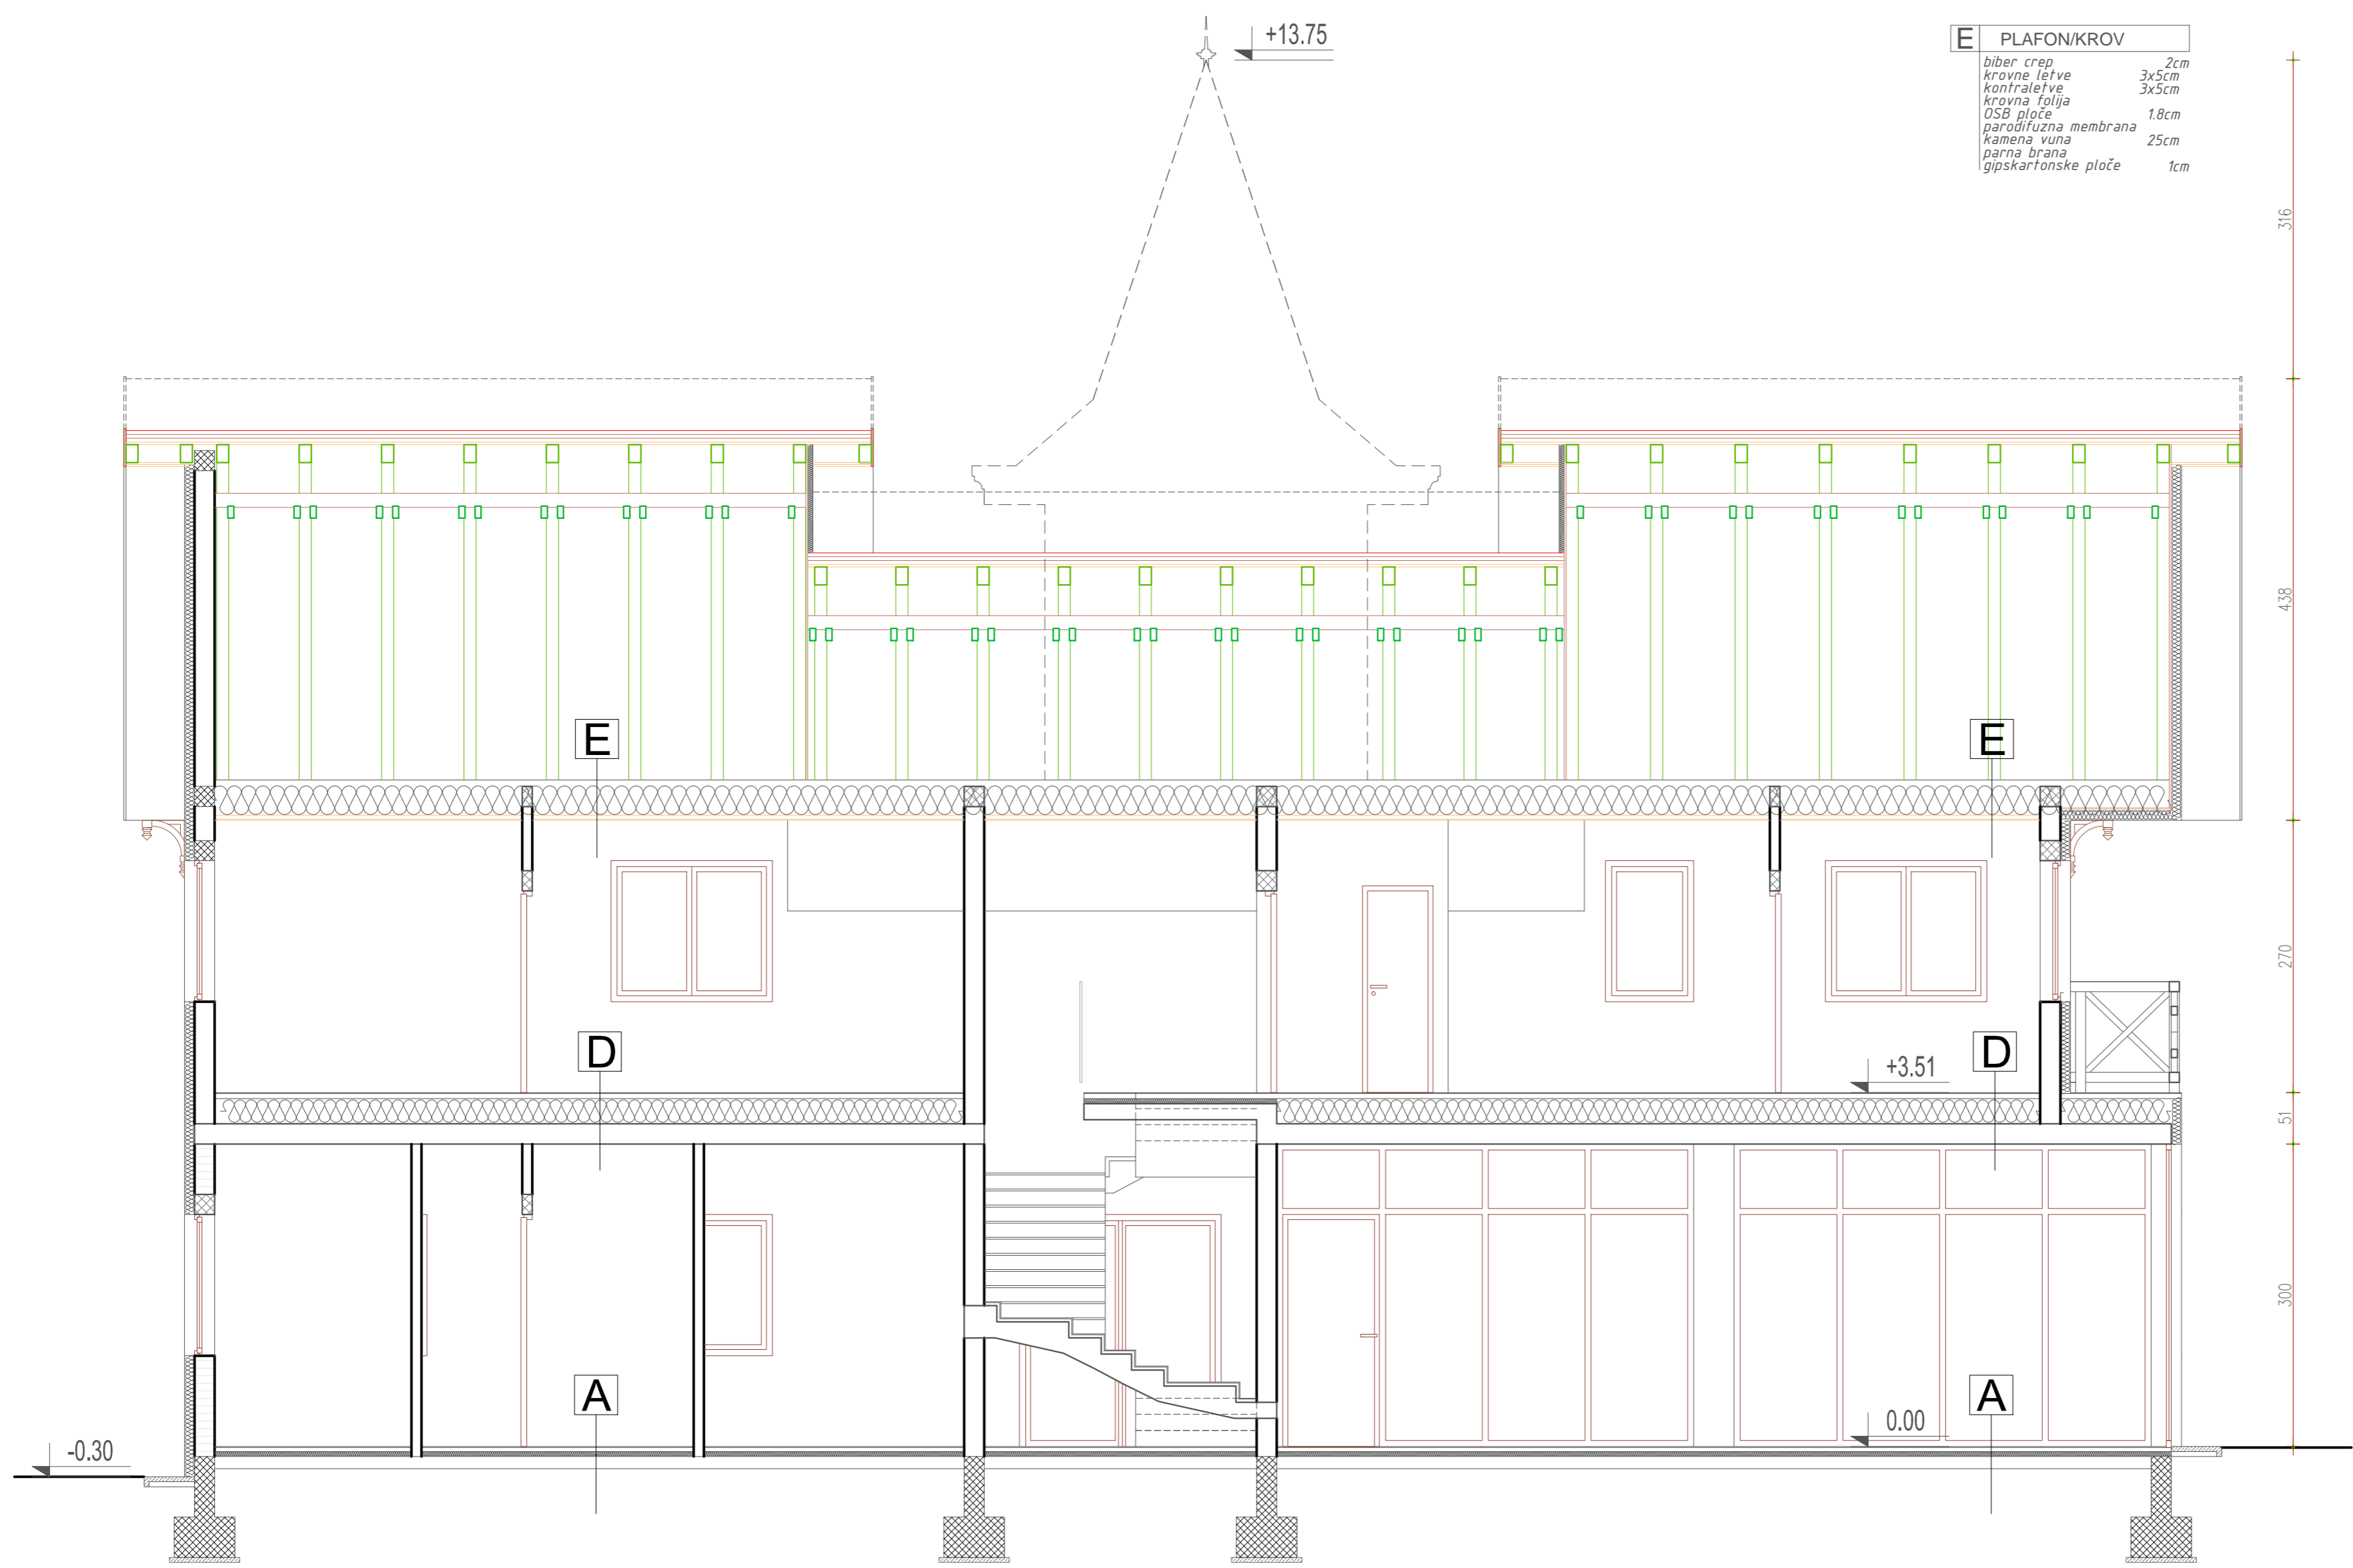 +13.75
E PLAFON/KROV
biber crep 2cm
krovne letve 3x5cm
kontraletve 3x5cm
krovna folija
OSB ploče 1.8cm
parodifuzna membrana
kamena vuna 25cm
parna brana
gipskartonske ploče 1cm
316
438
E
E
270
D
D
+3.51
51
300
A
A
0.00
-0.30